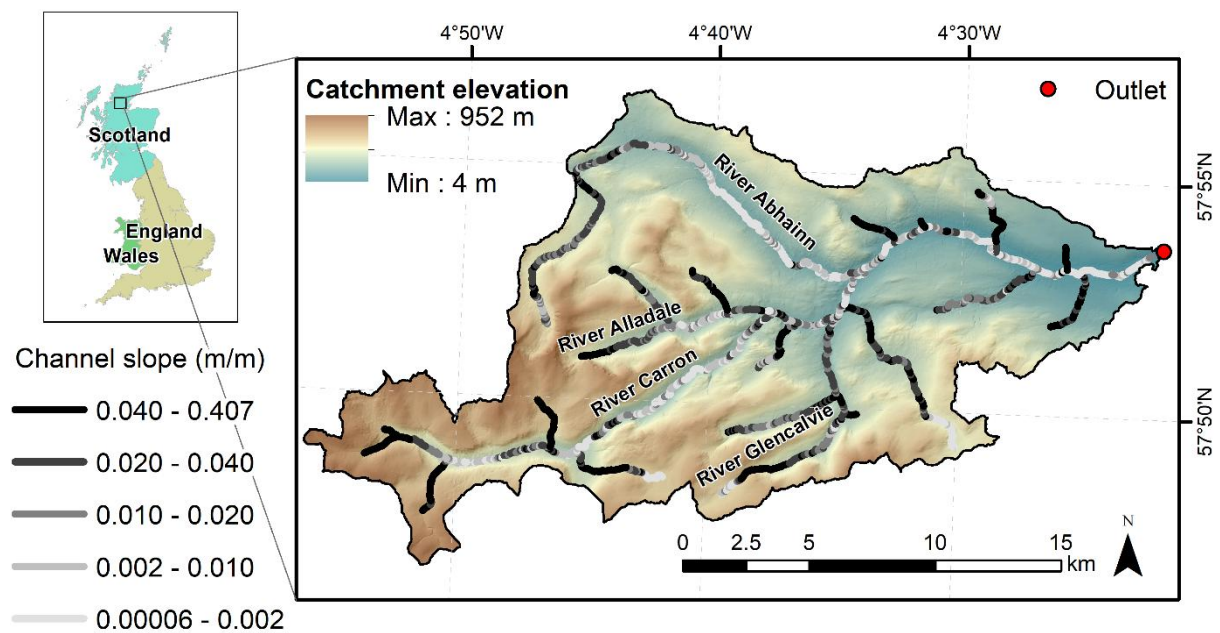 4°50'W
4°40'W
4°30'W
Catchment elevation
Max : 952 m
Min : 4 m
Outlet
Scotland
England
Wales
River Abhainn
River Alladale
River Carron
River Glencalvie
57°55'N
57°50'N
Channel slope (m/m)
0.040 - 0.407
0.020 - 0.040
0.010 - 0.020
0.002 - 0.010
0.00006 - 0.002
0 2.5 5 10 15
km
N